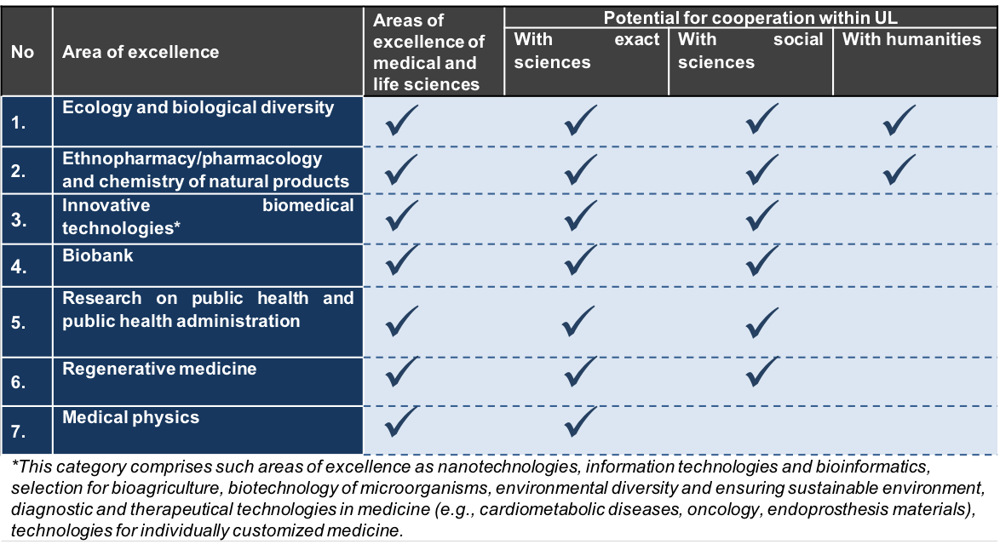 No
Area of excellence
Areas of
excellence of
medical and
life sciences
Potential for cooperation within UL
With exact
sciences
With social
sciences
With humanities
1.
Ecology and biological diversity
✓ ✓ ✓ ✓
2.
Ethnopharmacy/pharmacology
and chemistry of natural products
✓ ✓ ✓ ✓
3.
Innovative biomedical
technologies*
✓ ✓ ✓
4.
Biobank
✓ ✓ ✓
5.
Research on public health and
public health administration
✓ ✓ ✓
6.
Regenerative medicine
✓ ✓ ✓
7.
Medical physics
✓ ✓
*This category comprises such areas of excellence as nanotechnologies, information technologies and bioinformatics,
selection for bioagriculture, biotechnology of microorganisms, environmental diversity and ensuring sustainable environment,
diagnostic and therapeutical technologies in medicine (e.g., cardiometabolic diseases, oncology, endoprosthesis materials),
technologies for individually customized medicine.